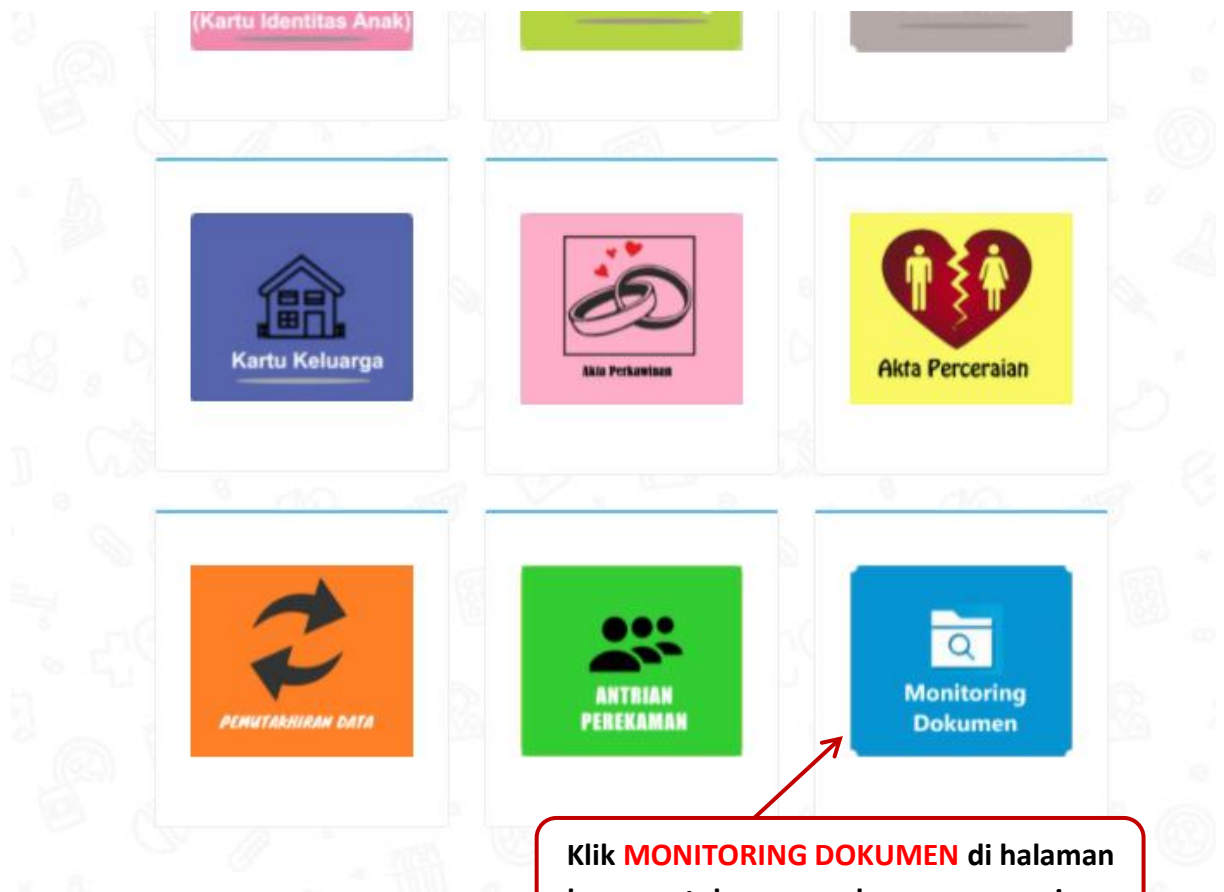 (Kartu Identitas Anak)
Kartu Keluarga
Akta Perkawinan
Akta Perceraian
PEMUTAKHIRAN DATA
ANTRIAN
PEREKAMAN
Monitoring
Dokumen
Klik MONITORING DOKUMEN di halaman